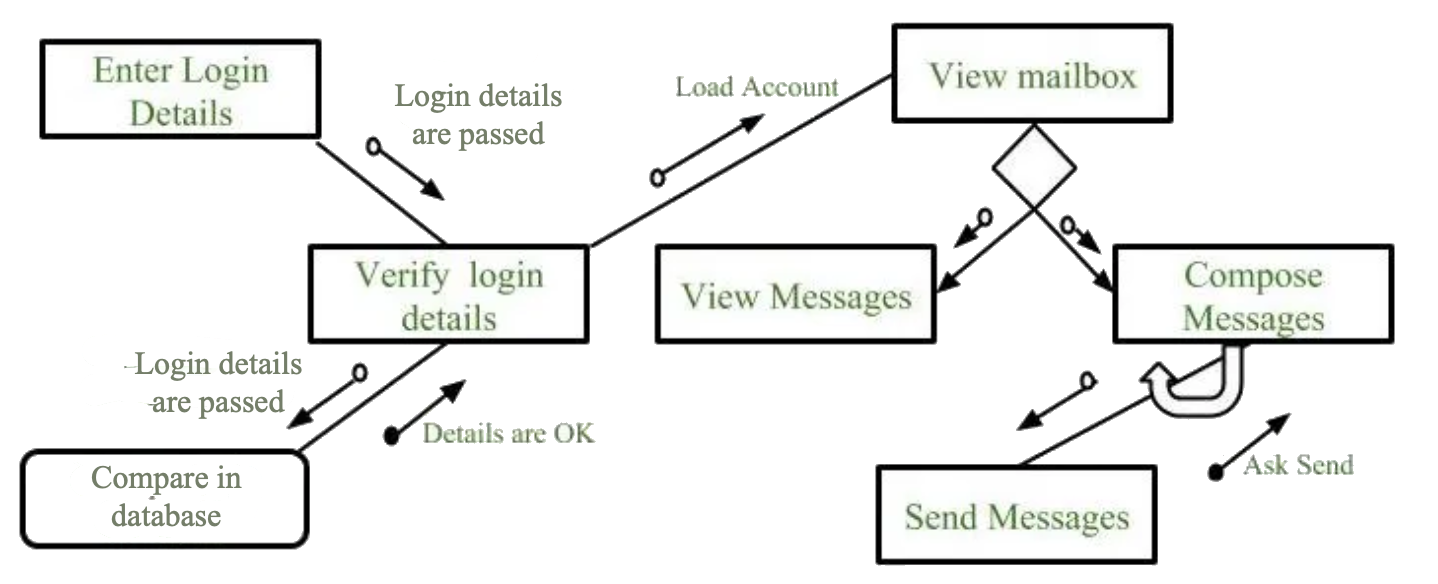 Enter Login
Details
Login details
are passed
Load Account
View mailbox
Verify login
details
View Messages
Compose
Messages
Login details
are passed
Details are OK
Compare in
database
Ask Send
Send Messages